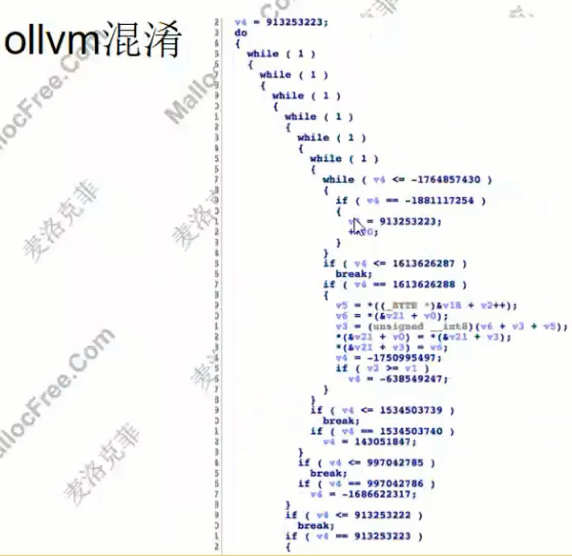 ollvm混淆
v4 = 913253223;
do
{
while ( 1 )
{
while ( 1 )
{
while ( 1 )
{
while ( 1 )
{
while ( 1 )
{
while ( 1 )
{
while ( v4 <= -1764857430 )
{
if ( v4 == -1881117254 )
{
= 913253223;
}
}
if ( v4 <= 1613626287 )
break;
if ( v4 == 1613626288 )
{
v5 = *((_BYTE *)&v18 + v2++);
v6 = *(&v21 + v0);
v3 = (unsigned __int8)(v6 + v3 + v5);
*(&v21 + v0) = *(&v21 + v3);
*(&v21 + v3) = v6;
v4 = -1750995497;
if ( v2 >= v1 )
v4 = -638549247;
}
}
if ( v4 <= 1534503739 )
break;
if ( v4 == 1534503740 )
v4 = 143051847;
}
if ( v4 <= 997042785 )
break;
if ( v4 == 997042786 )
v4 = -1686622317;
}
if ( v4 <= 913253222 )
break;
if ( v4 == 913253223 )
{
MallocFree.Com
麦洛克菲
麦洛克菲
allocFree.Com
麦洛克菲